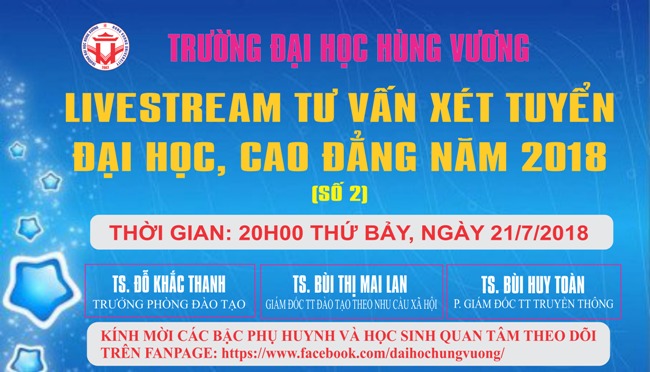 TRƯỜNG ĐẠI HỌC HÙNG VƯƠNG
LIVESTREAM TƯ VẤN XÉT TUYỂN
ĐẠI HỌC, CAO ĐẲNG NĂM 2018
(SỐ 2)
THỜI GIAN: 20H00 THỨ BẢY, NGÀY 21/7/2018
TS. ĐỖ KHẮC THANH
TRƯỞNG PHÒNG ĐÀO TẠO
TS. BÙI THỊ MAI LAN
GIÁM ĐỐC TT ĐÀO TẠO THEO NHU CẦU XÃ HỘI
TS. BÙI HUY TOÀN
P. GIÁM ĐỐC TT TRUYỀN THÔNG
KÍNH MỜI CÁC BẬC PHỤ HUYNH VÀ HỌC SINH QUAN TÂM THEO DÕI
TRÊN FANPAGE: https://www.facebook.com/daihochungvuong/